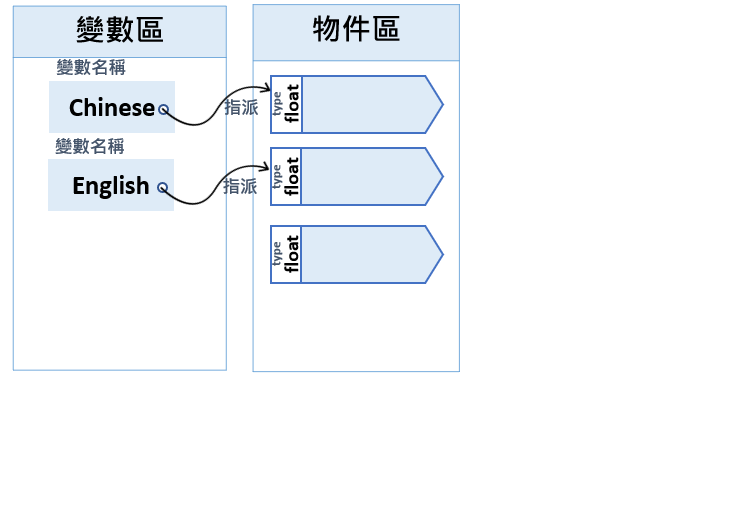 變數區
物件區
變數名稱
Chinese
指派
type
float
變數名稱
English
指派
type
float
type
float